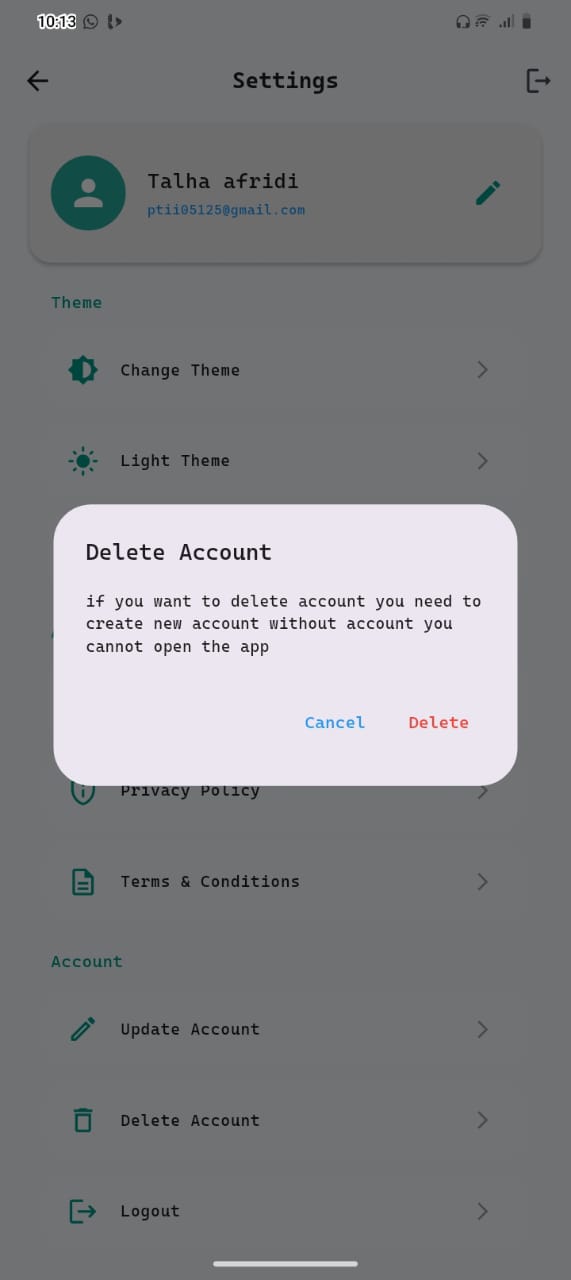 10:13
Settings
Talha afridi
ptii05125@gmail.com
Theme
Change Theme
Light Theme
Delete Account
if you want to delete account you need to
create new account without account you
cannot open the app
Cancel
Delete
Privacy Policy
Terms & Conditions
Account
Update Account
Delete Account
Logout